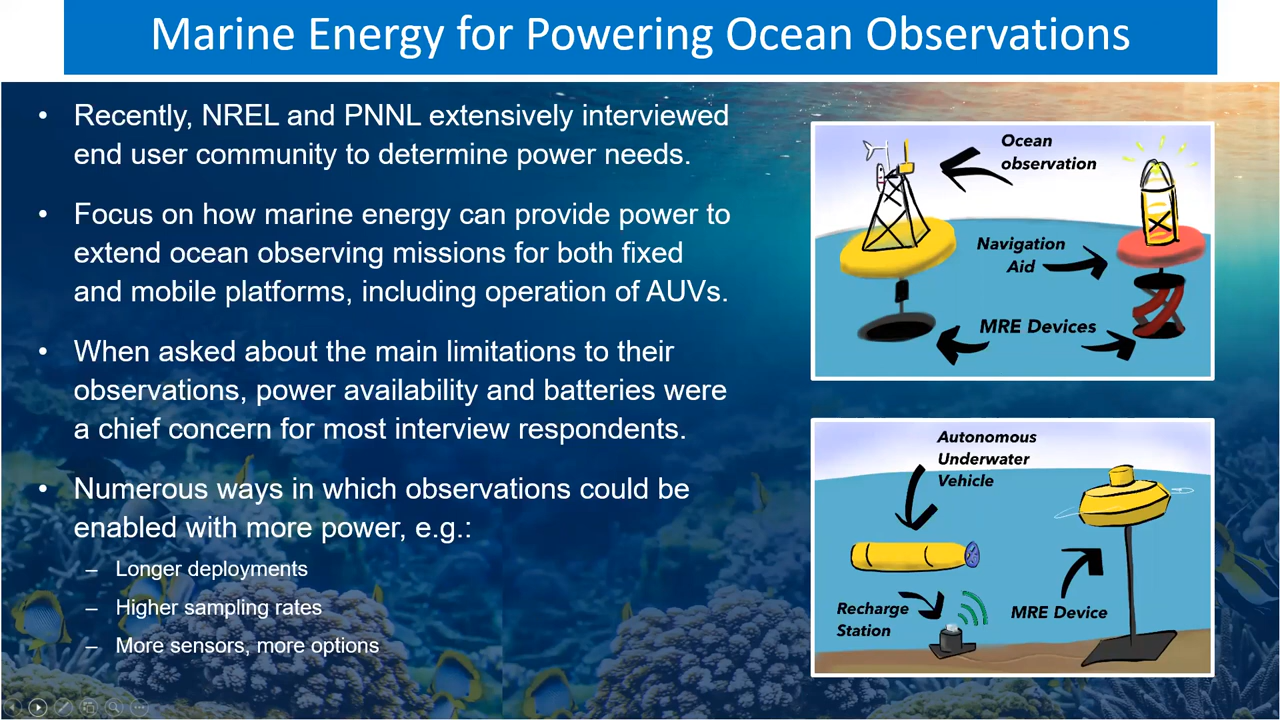 Marine Energy for Powering Ocean Observations
• Recently, NREL and PNNL extensively interviewed
end user community to determine power needs.
• Focus on how marine energy can provide power to
extend ocean observing missions for both fixed
and mobile platforms, including operation of AUVs.
• When asked about the main limitations to their
observations, power availability and batteries were
a chief concern for most interview respondents.
• Numerous ways in which observations could be
enabled with more power, e.g.:
– Longer deployments
– Higher sampling rates
– More sensors, more options
Ocean
observation
Navigation
Aid
MRE Devices
Autonomous
Underwater
Vehicle
Recharge
Station
MRE Device